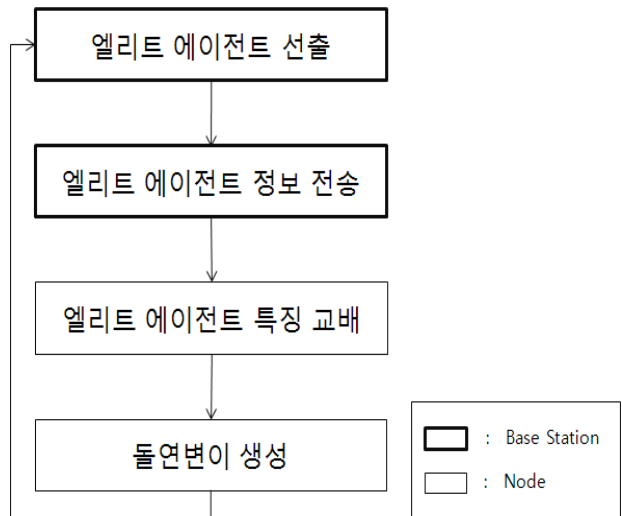 엘리트 에이전트 선출
엘리트 에이전트 정보 전송
엘리트 에이전트 특징 교배
돌연변이 생성
: Base Station
: Node